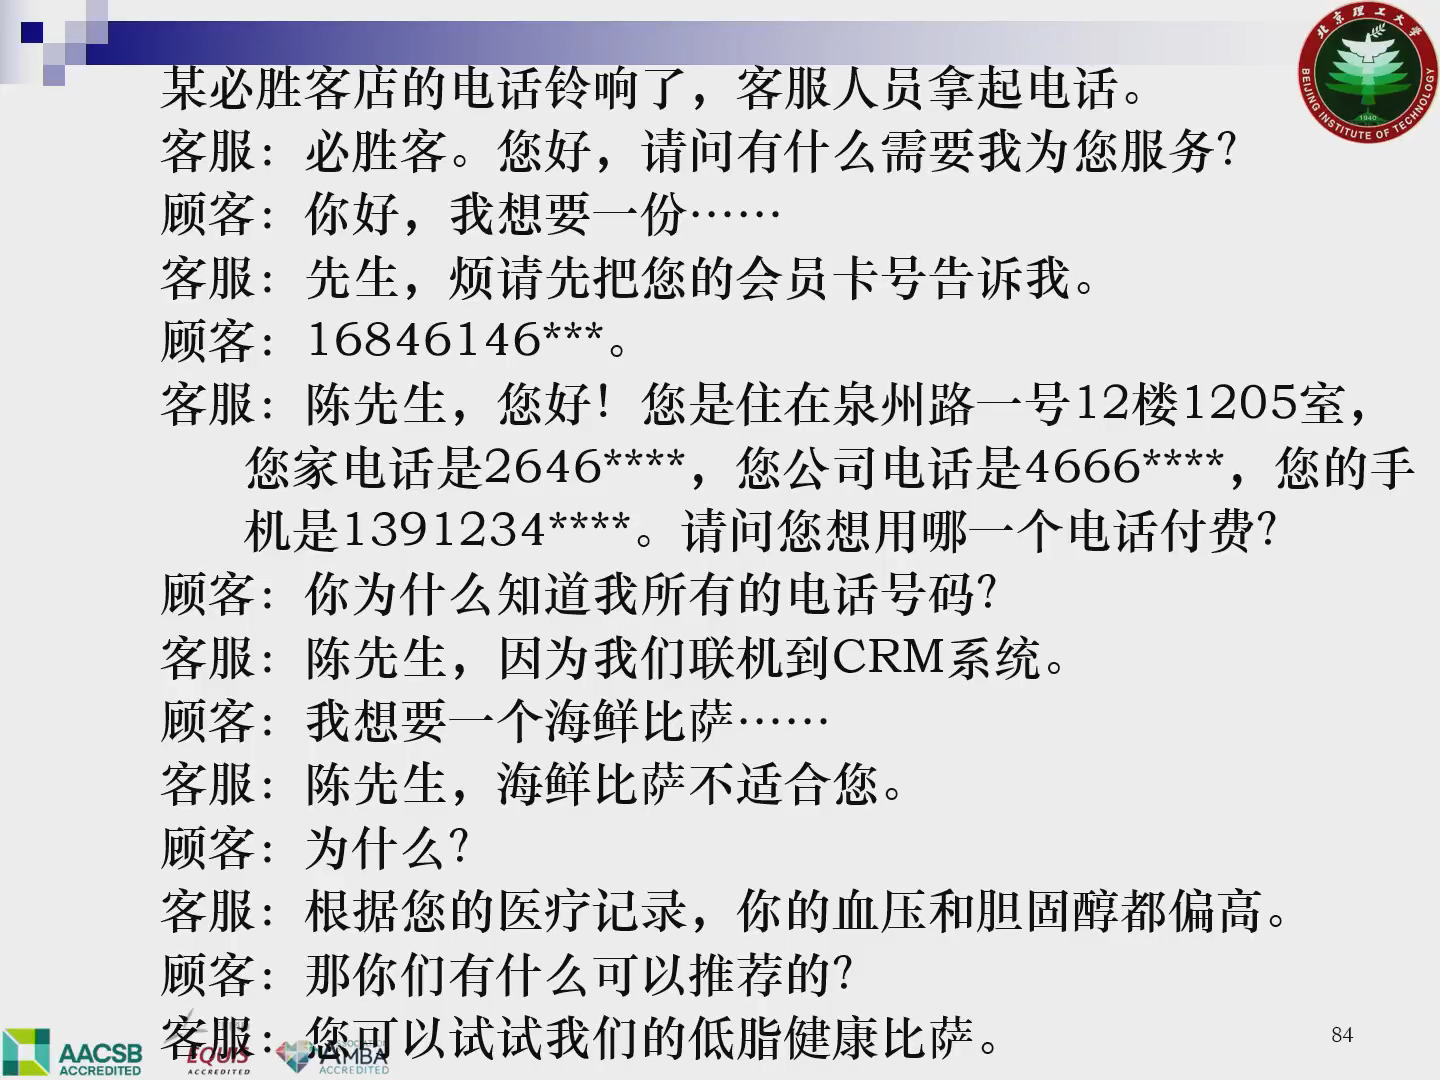 某必胜客店的电话铃响了，客服人员拿起电话。
客服：必胜客。您好，请问有什么需要我为您服务？
顾客：你好，我想要一份……
客服：先生，烦请先把您的会员卡号告诉我。
顾客：16846146***。
客服：陈先生，您好！您是住在泉州路一号12楼1205室，
您家电话是2646****，您公司电话是4666****，您的手
机是1391234****。请问您想用哪一个电话付费？
顾客：你为什么知道我所有的电话号码？
客服：陈先生，因为我们联机到CRM系统。
顾客：我想要一个海鲜比萨……
客服：陈先生，海鲜比萨不适合您。
顾客：为什么？
客服：根据您的医疗记录，你的血压和胆固醇都偏高。
顾客：那你们有什么可以推荐的？
客服：您可以试试我们的低脂健康比萨。
北京理工大学
BEIJING INSTITUTE OF TECHNOLOGY
1940
AACSB
ACCREDITED
EQUIS
ACCREDITED
ASSOCIATION
AMBA
ACCREDITED
84